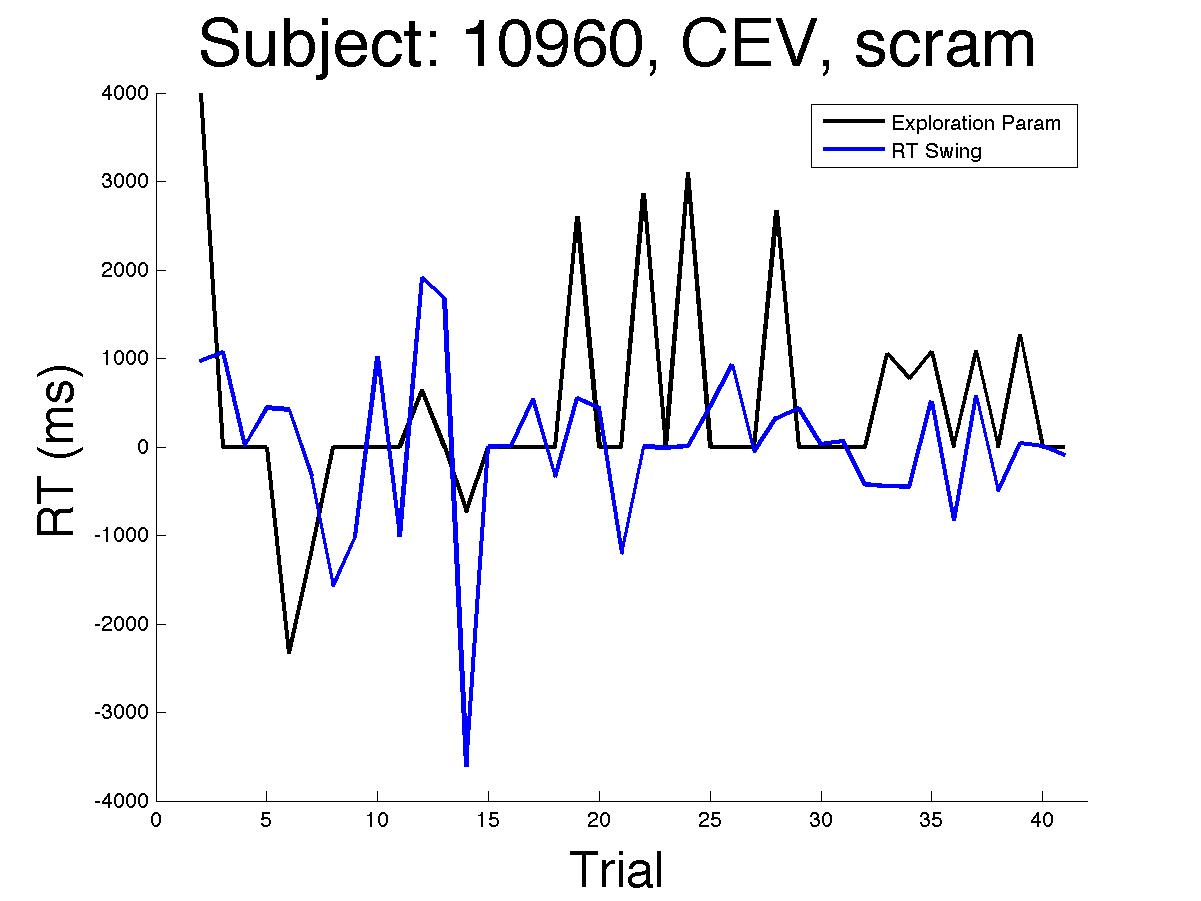 Subject: 10960, CEV, scram
4000
3000
2000
1000
0
-1000
-2000
-3000
-4000
RT (ms)
Exploration Param
RT Swing
0 5 10 15 20 25 30 35 40
Trial